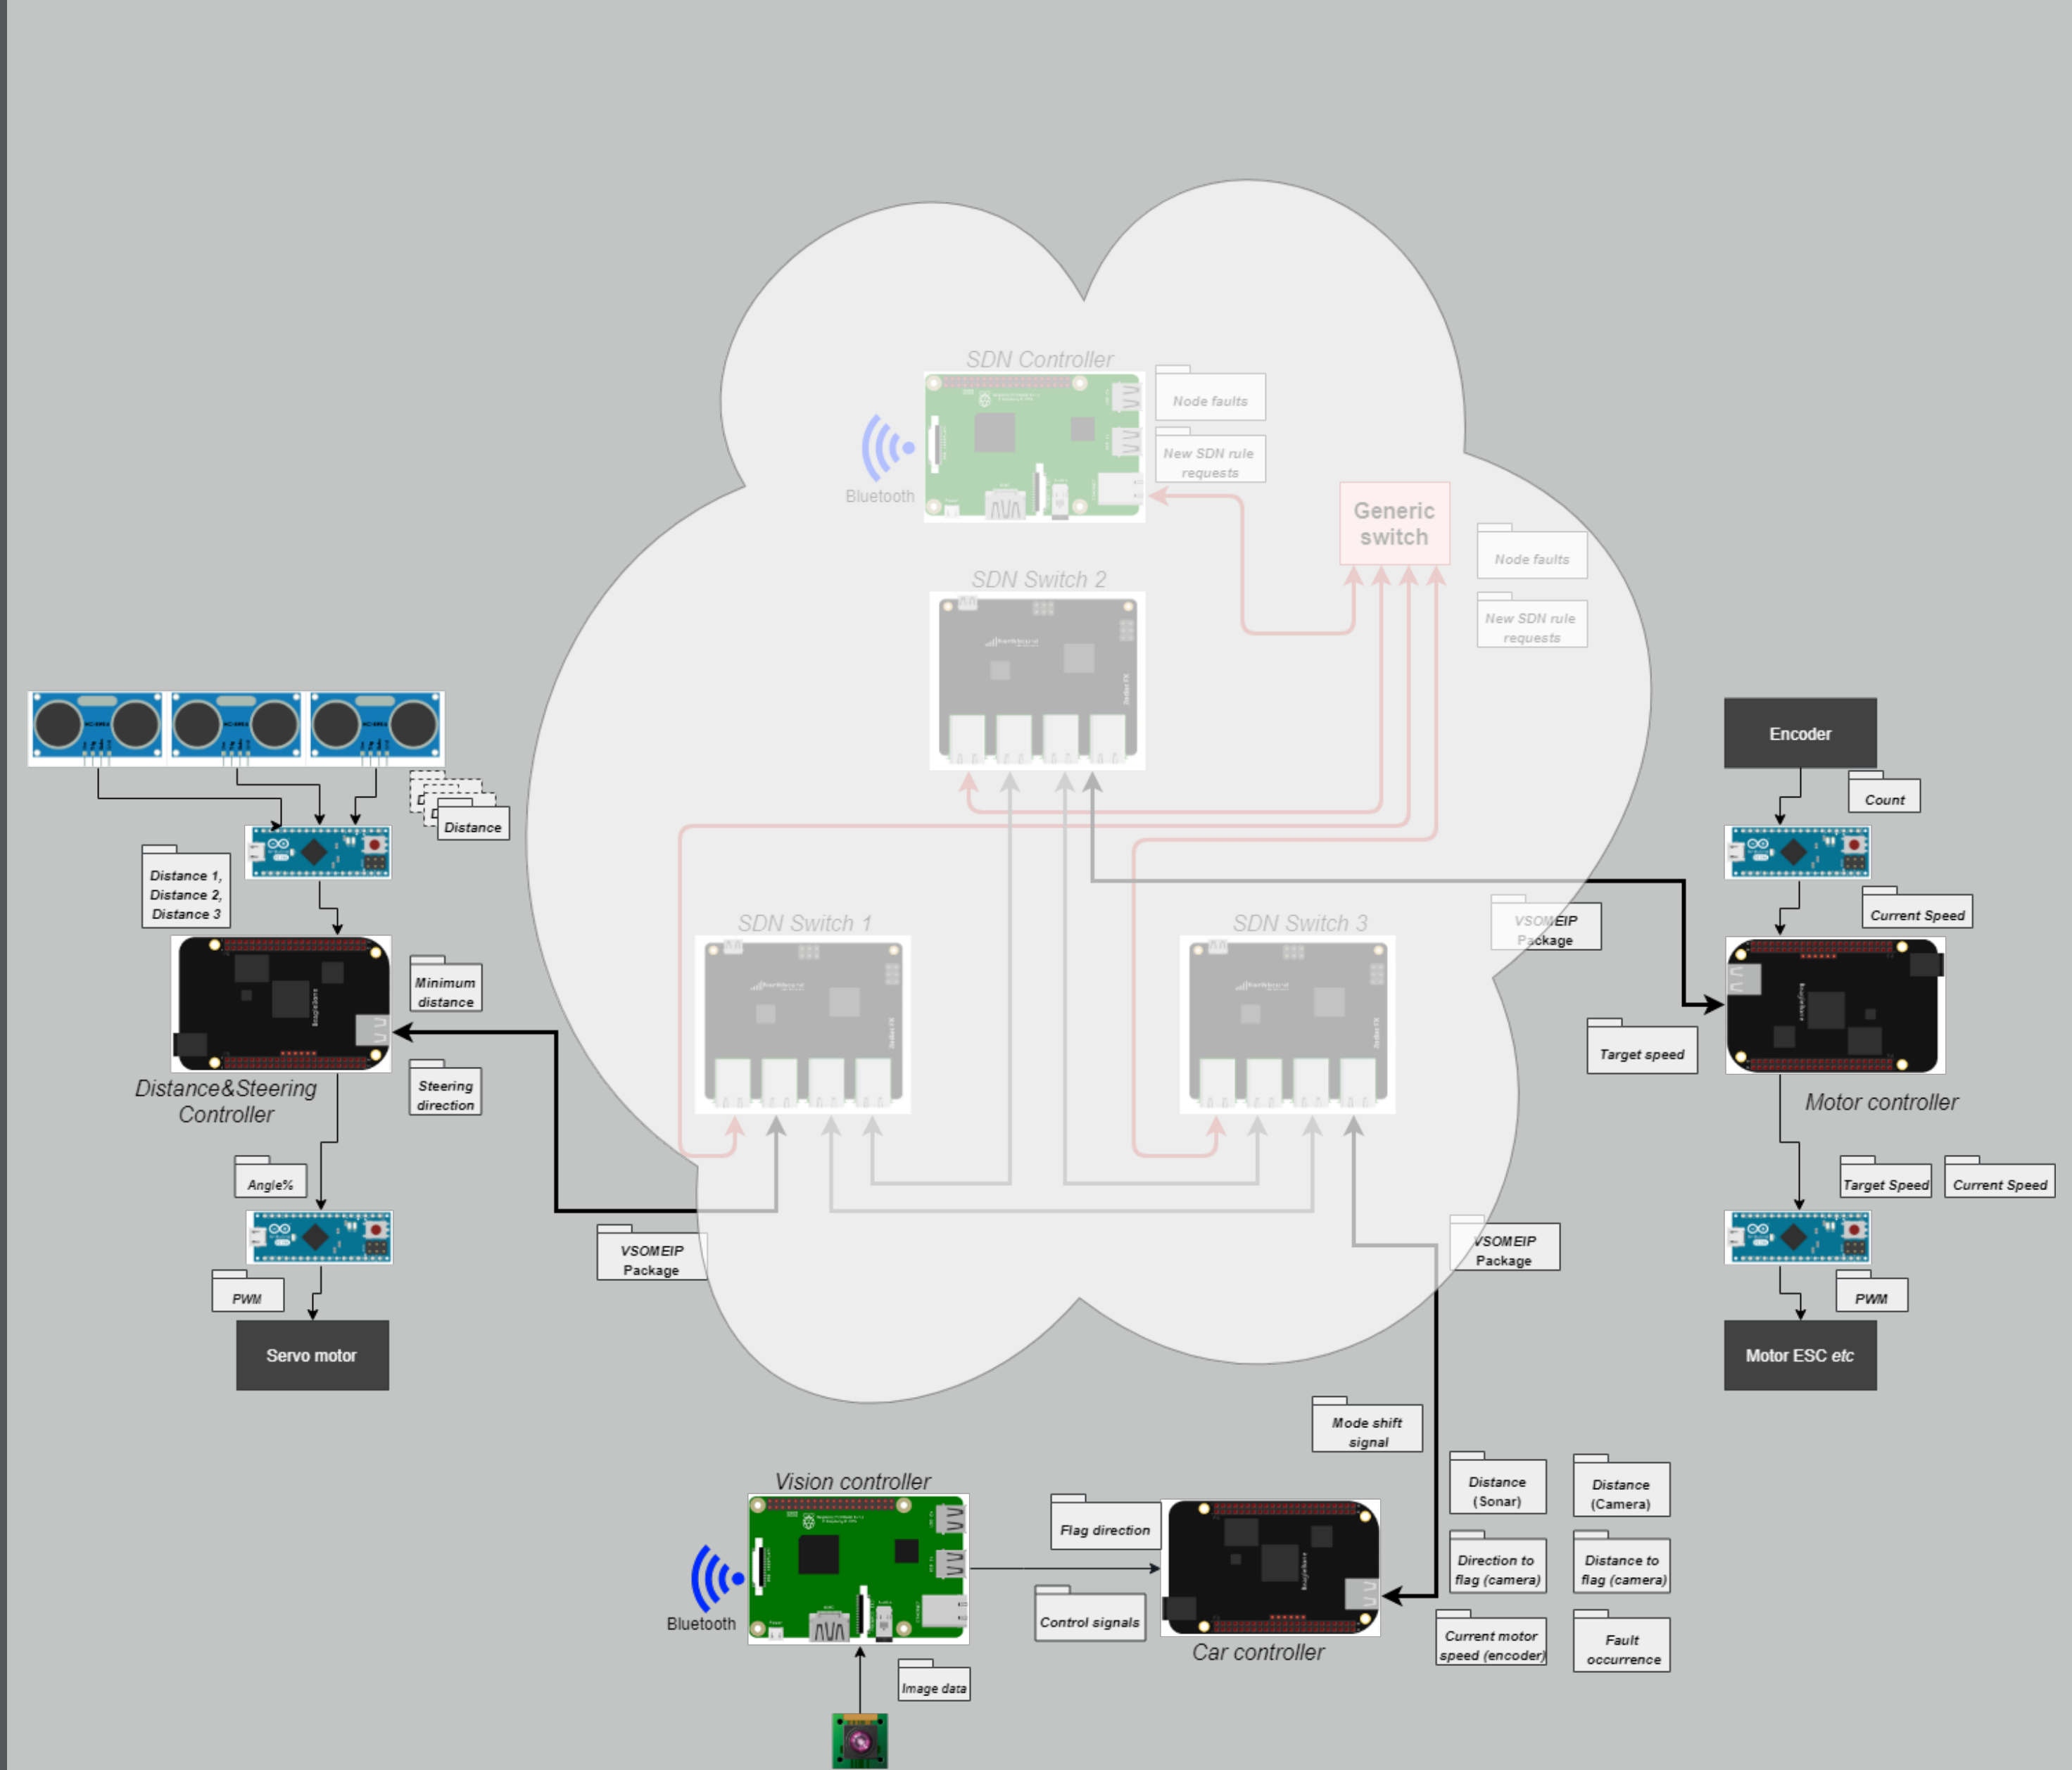 SDN Controller
Node faults
New SDN rule
requests
Bluetooth
Generic
switch
Node faults
New SDN rule
requests
SDN Switch 2
Encoder
Count
Distance
Distance 1,
Distance 2,
Distance 3
Current Speed
SDN Switch 1
SDN Switch 3
VSOMEIP
Package
Minimum
distance
Target speed
Distance&Steering
Controller
Steering
direction
Motor controller
Angle%
Target Speed
Current Speed
VSOMEIP
Package
VSOMEIP
Package
PWM
PWM
Servo motor
Motor ESC etc
Mode shift
signal
Vision controller
Distance
(Sonar)
Distance
(Camera)
Flag direction
Direction to
flag (camera)
Distance to
flag (camera)
Bluetooth
Control signals
Car controller
Current motor
speed (encoder)
Fault
occurrence
Image data